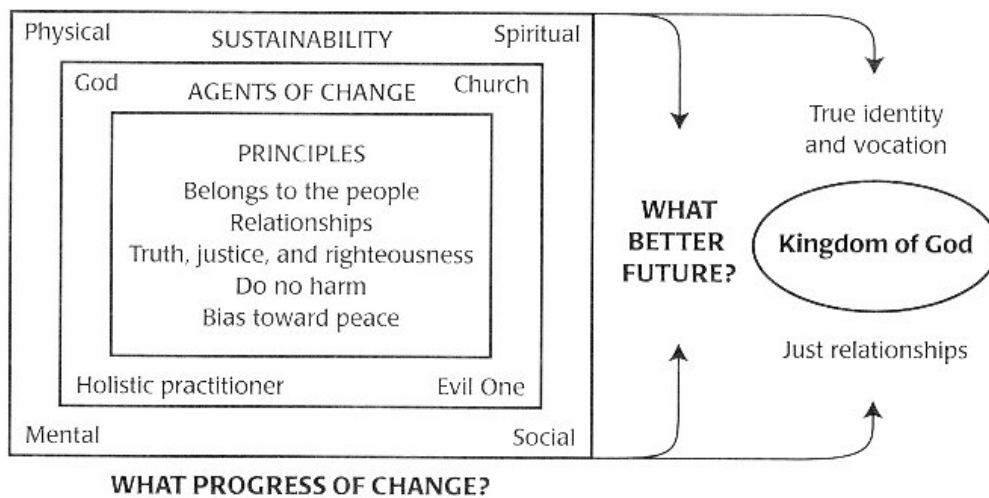 Physical
SUSTAINABILITY
Spiritual
God
AGENTS OF CHANGE
Church
PRINCIPLES
Belongs to the people
Relationships
Truth, justice, and righteousness
Do no harm
Bias toward peace
Holistic practitioner
Evil One
Mental
Social
WHAT PROGRESS OF CHANGE?
WHAT
BETTER
FUTURE?
True identity
and vocation
Kingdom of God
Just relationships